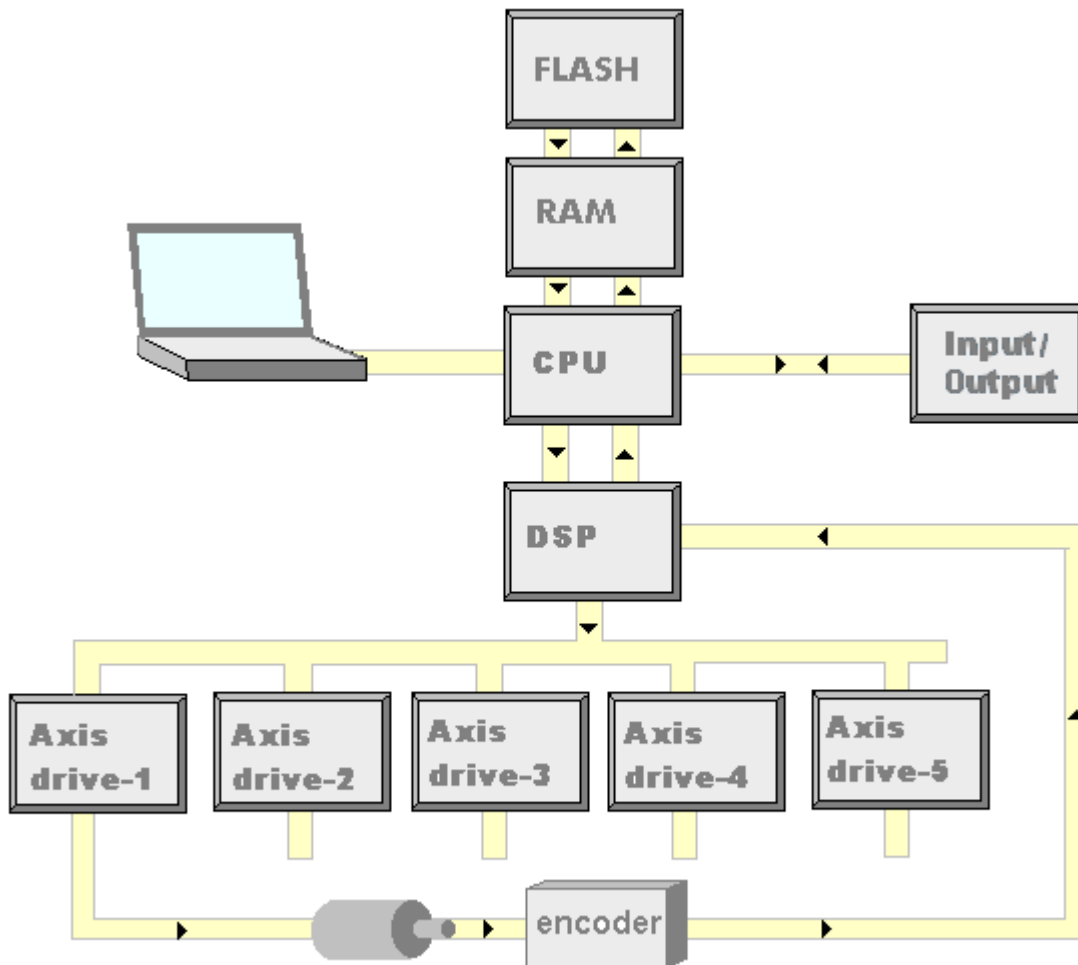 FLASH
RAM
CPU
Input/
Output
DSP
Axis
drive-1
Axis
drive-2
Axis
drive-3
Axis
drive-4
Axis
drive-5
encoder